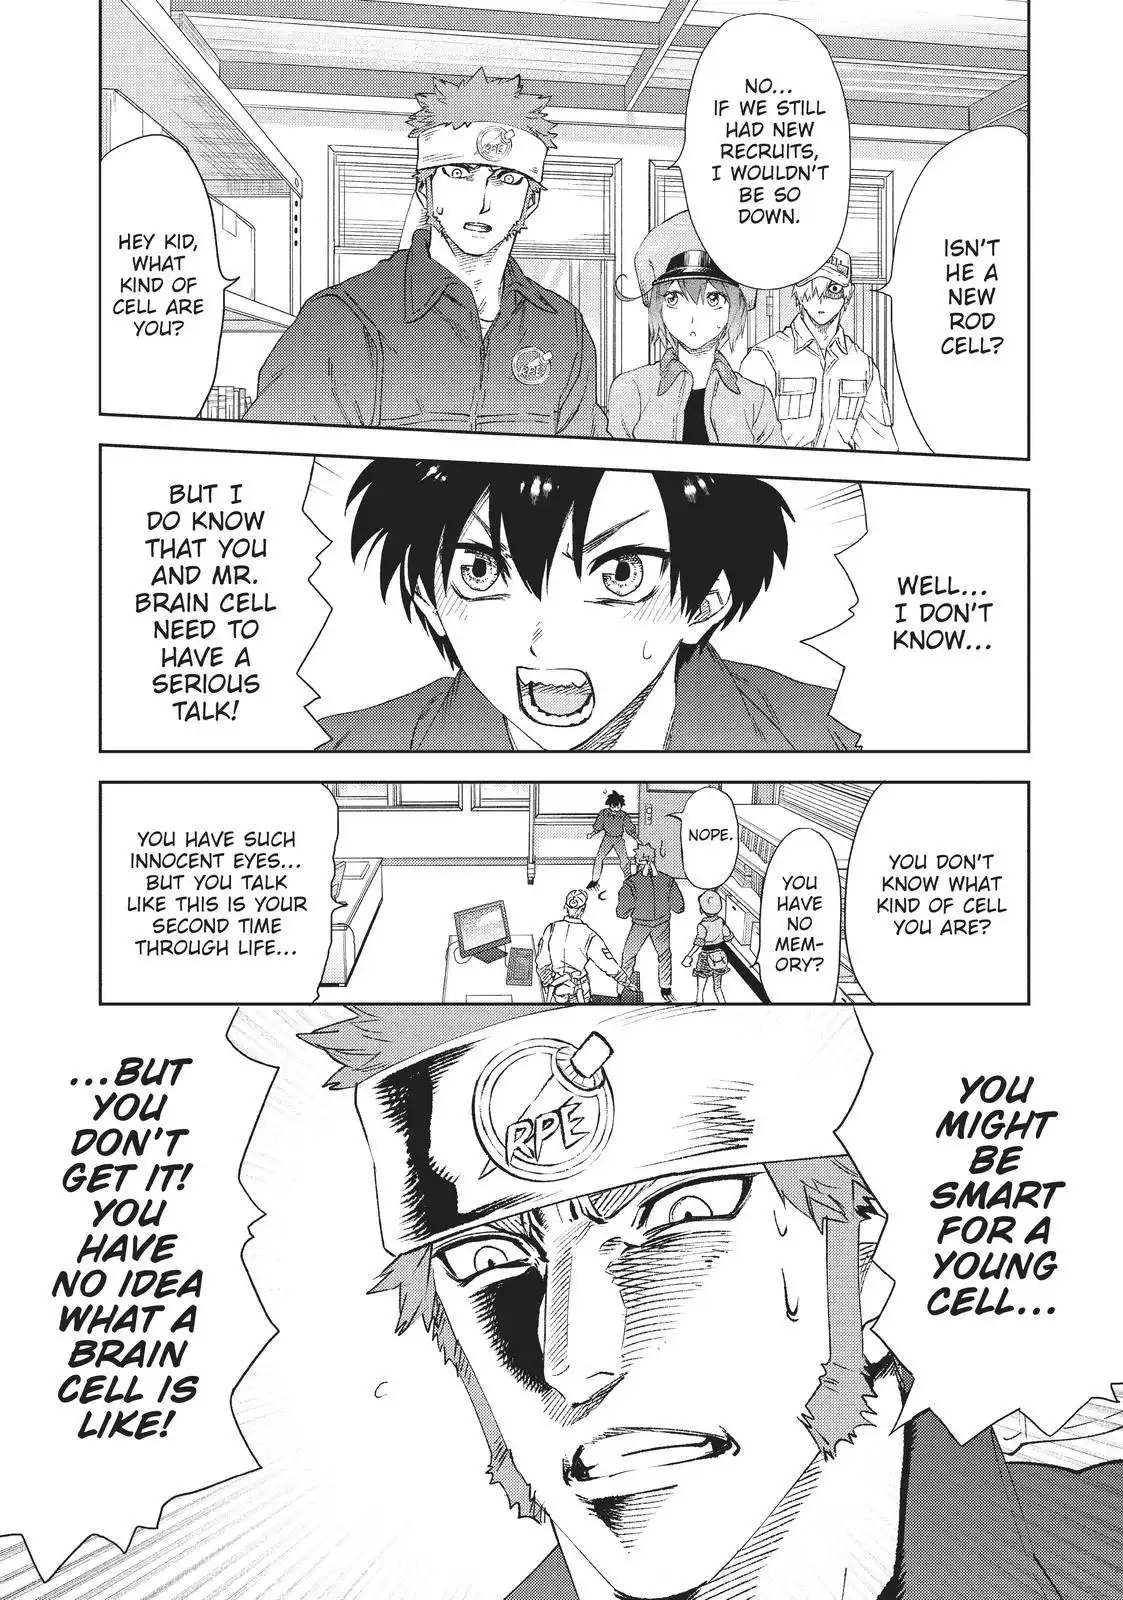 ISN'T
HE A
NEW
ROD
CELL?
NO...
IF WE STILL
HAD NEW
RECRUITS,
I WOULDN'T
BE SO
DOWN.
HEY KID,
WHAT
KIND OF
CELL ARE
YOU?
RPE
RPE
WELL...
I DON'T
KNOW...
BUT I
DO KNOW
THAT YOU
AND MR.
BRAIN CELL
NEED TO
HAVE A
SERIOUS
TALK!
YOU DON'T
KNOW WHAT
KIND OF CELL
YOU ARE?
YOU
HAVE
NO
MEM-
ORY?
NOPE.
YOU HAVE SUCH
INNOCENT EYES...
BUT YOU TALK
LIKE THIS IS YOUR
SECOND TIME
THROUGH LIFE...
YOU
MIGHT
BE
SMART
FOR A
YOUNG
CELL...
RPE
...BUT
YOU
DON'T
GET IT!
YOU
HAVE
NO IDEA
WHAT A
BRAIN
CELL IS
LIKE!